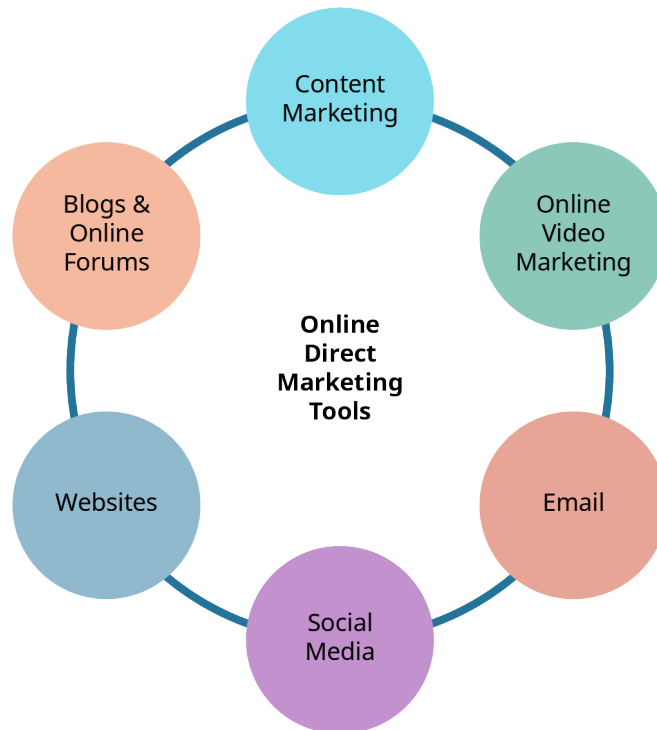 Content
Marketing
Online
Video
Marketing
Email
Social
Media
Websites
Blogs &
Online
Forums
Online
Direct
Marketing
Tools